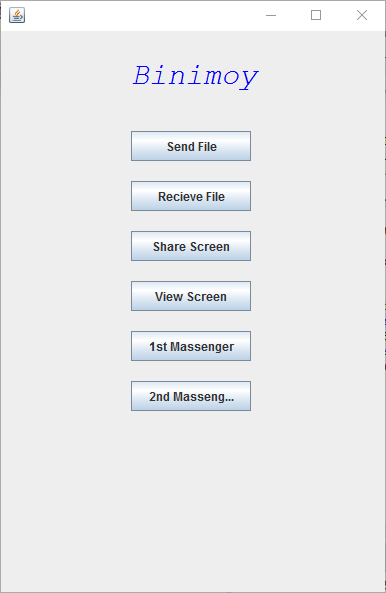 Binimoy
Send File
Recieve File
Share Screen
View Screen
1st Massenger
2nd Masseng...